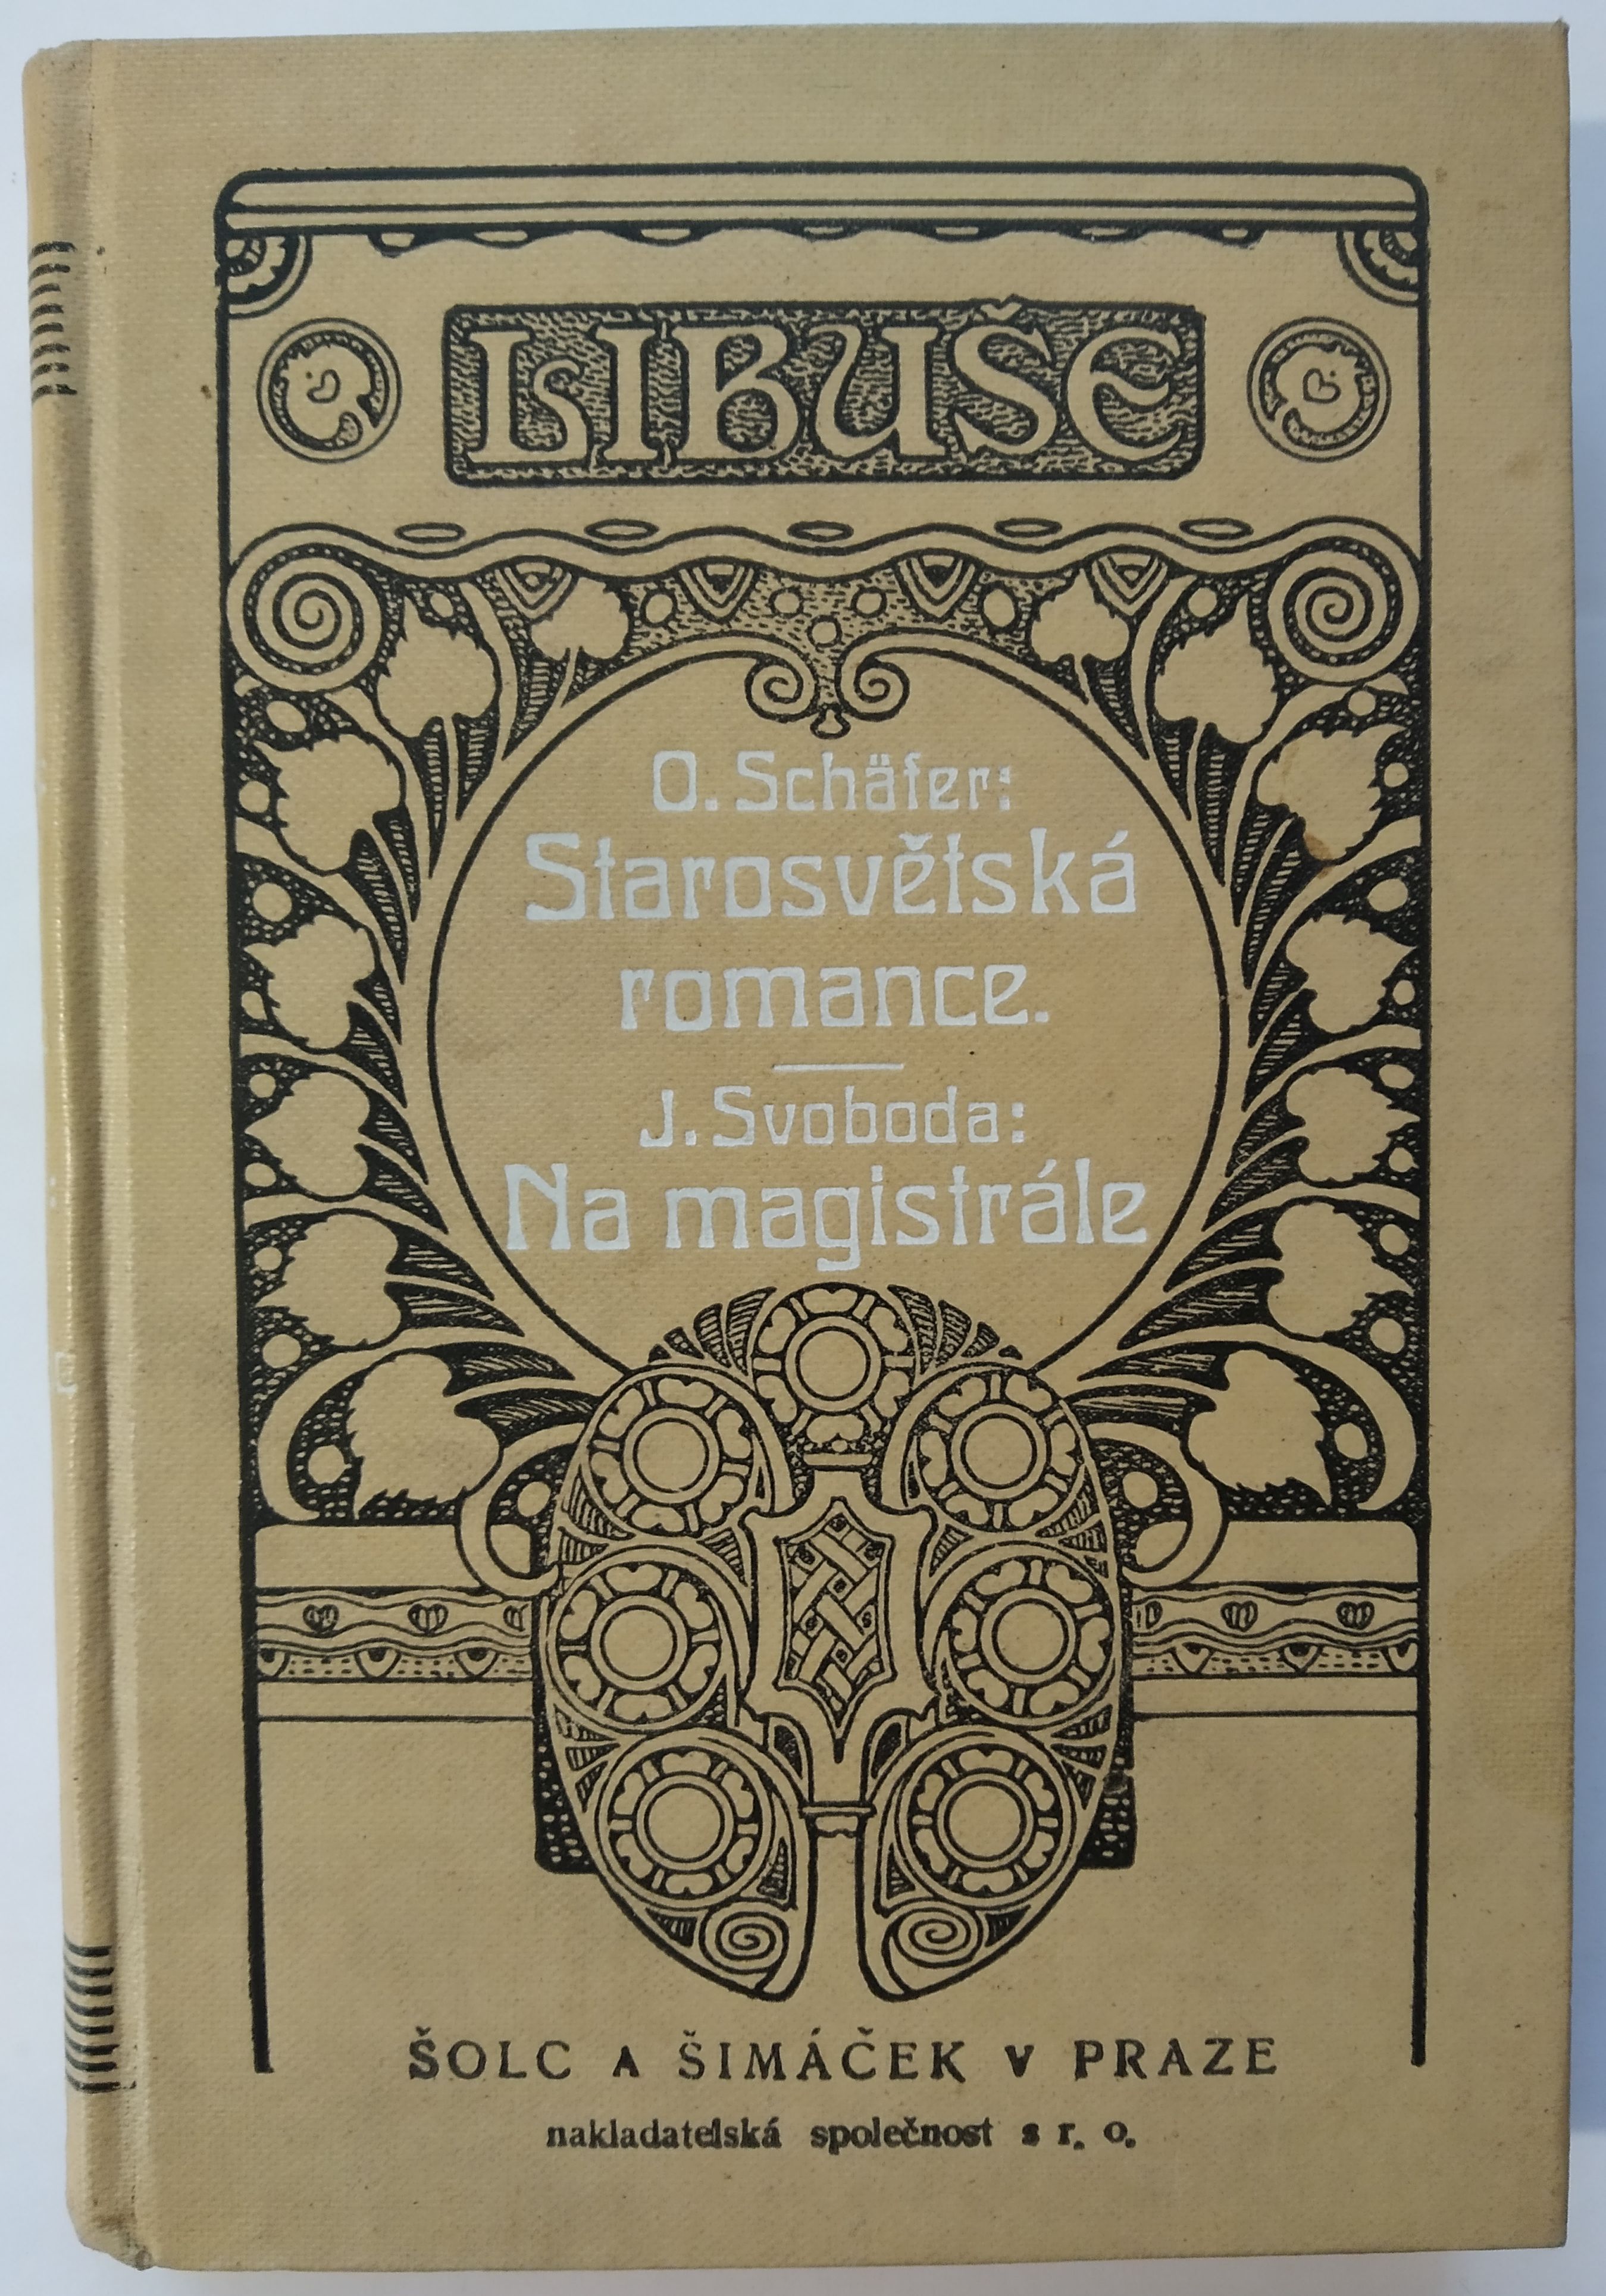 LIBUŠE
O. Schäfer:
Starosvětská
romance.
J. Svoboda:
Na magistrále
ŠOLC A ŠIMÁČEK V PRAZE
nakladatelská společnost s r. o.